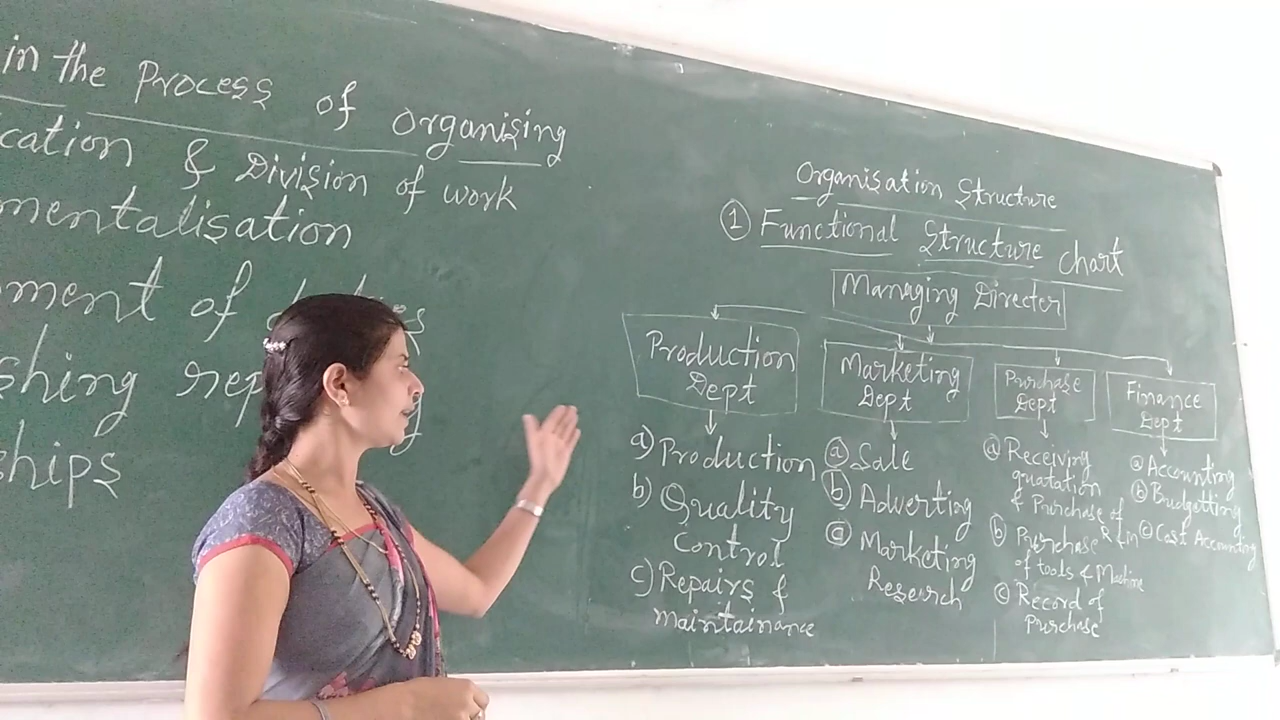 in the Process of Organising
cation & Division of work
mentalisation
ment of
shing rep
ships
Organisation Structure
1 Functional Structure Chart
Managing Director
Production
Dept
a) Production
b) Quality
Control
c) Repairs &
maintainance
Marketing
Dept
a Sale
b Adverting
Marketing
Research
Purchase
Dept
a Receiving
quatation
& Purchase of
b Purchase
of tools & Machine
c Record of
Purchase
Finance
Dept
a Accounting
b Budgetting
c Cost Accounting